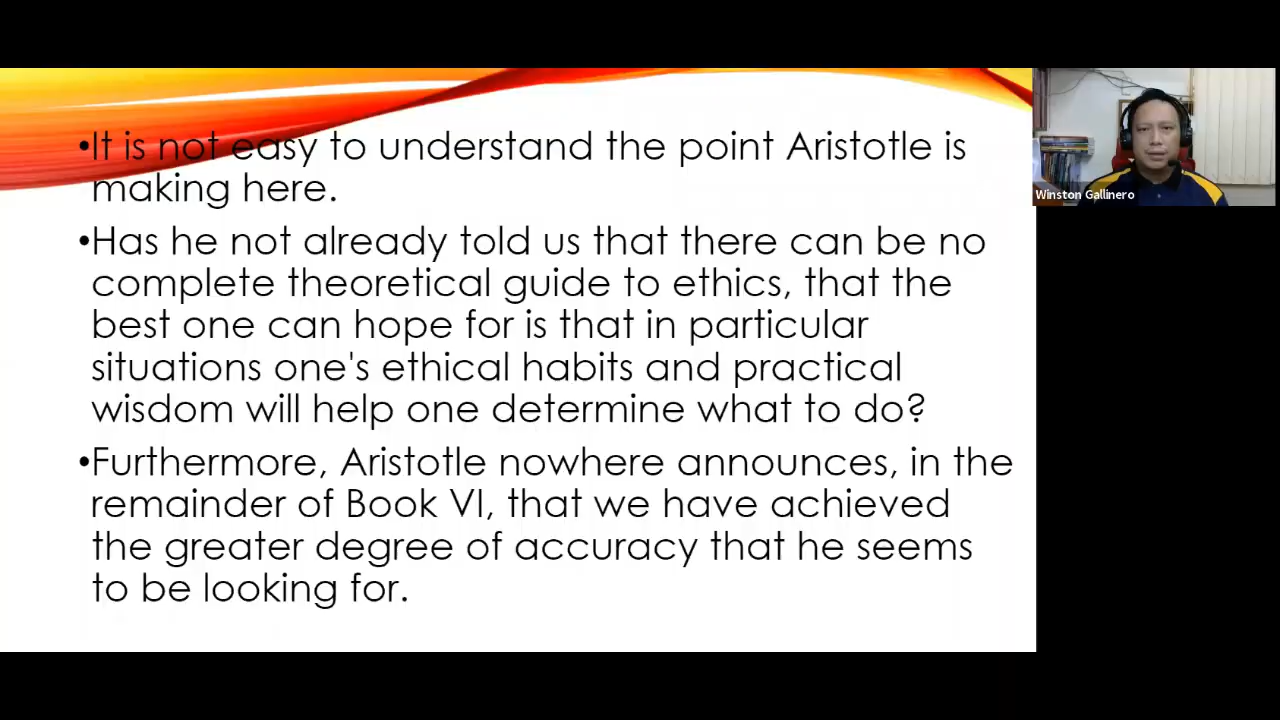 •It is not easy to understand the point Aristotle is
making here.
•Has he not already told us that there can be no
complete theoretical guide to ethics, that the
best one can hope for is that in particular
situations one's ethical habits and practical
wisdom will help one determine what to do?
•Furthermore, Aristotle nowhere announces, in the
remainder of Book VI, that we have achieved
the greater degree of accuracy that he seems
to be looking for.
Winston Gallinero